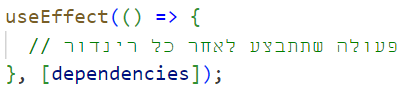 useEffect(() => {
// פעולה שתתבצע לאחר כל רינדור
}, [dependencies]);